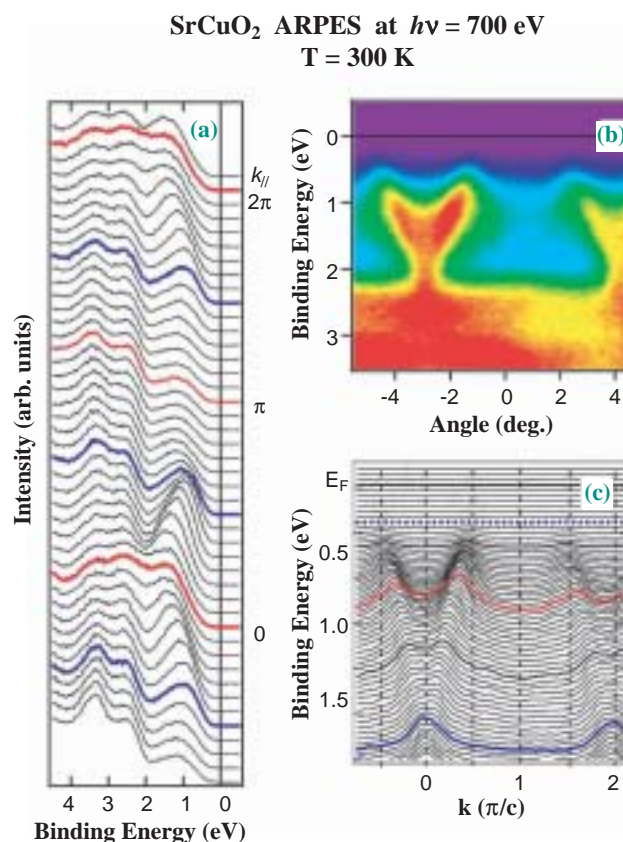 SrCuO₂ ARPES at hν = 700 eV
T = 300 K
(a)
k//
2π
π
0
Intensity (arb. units)
4 3 2 1 0
Binding Energy (eV)
(b)
0
1
2
3
Binding Energy (eV)
-4 -2 0 2 4
Angle (deg.)
(c)
EF
0.5
1.0
1.5
Binding Energy (eV)
0 1 2
k (π/c)